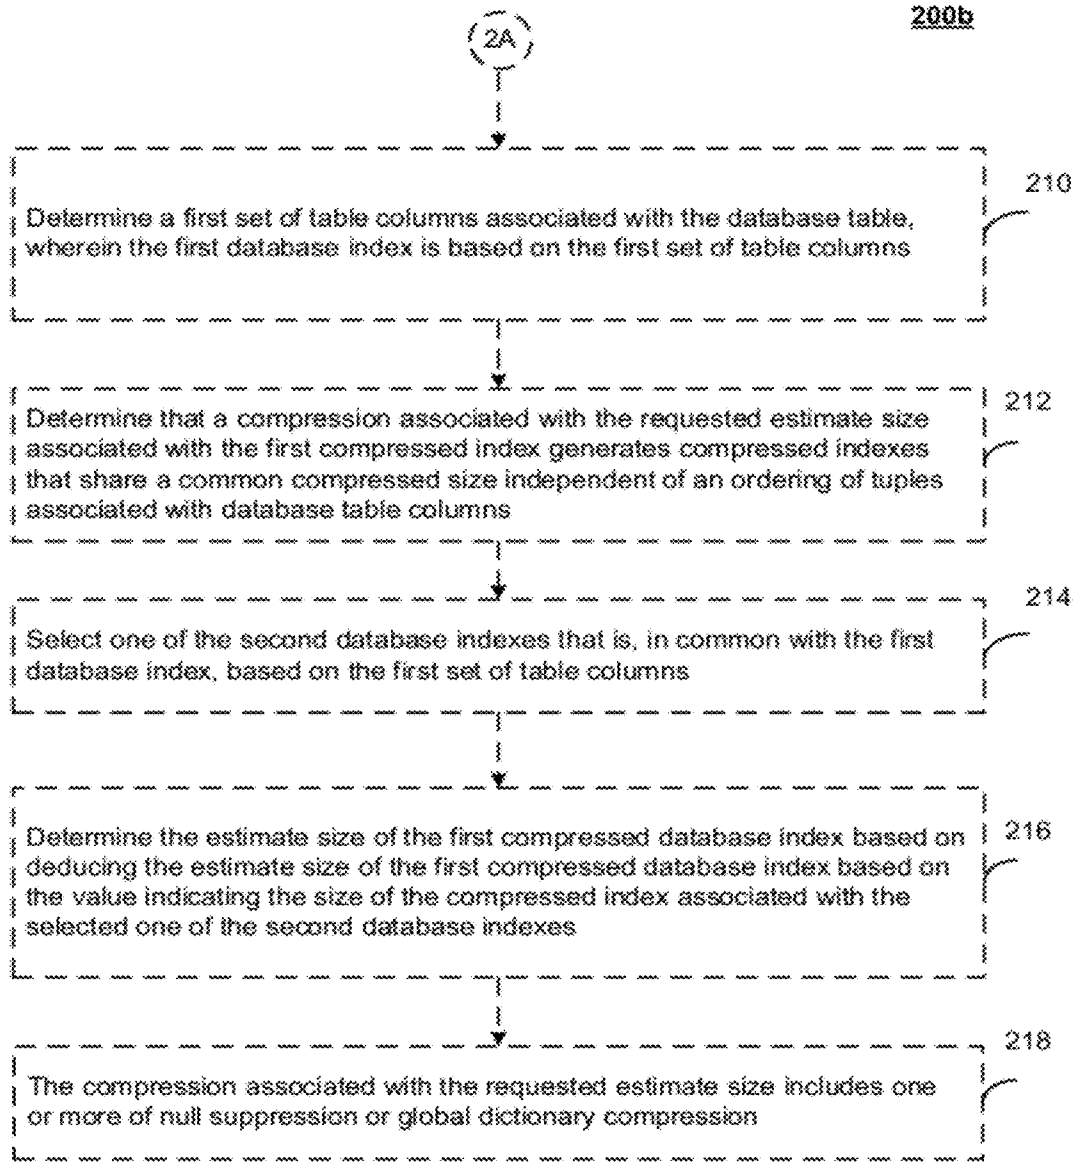 200b
2A
210
Determine a first set of table columns associated with the database table,
wherein the first database index is based on the first set of table columns
212
Determine that a compression associated with the requested estimate size
associated with the first compressed index generates compressed indexes
that share a common compressed size independent of an ordering of tuples
associated with database table columns
214
Select one of the second database indexes that is, in common with the first
database index, based on the first set of table columns
216
Determine the estimate size of the first compressed database index based on
deducing the estimate size of the first compressed database index based on
the value indicating the size of the compressed index associated with the
selected one of the second database indexes
218
The compression associated with the requested estimate size includes one
or more of null suppression or global dictionary compression